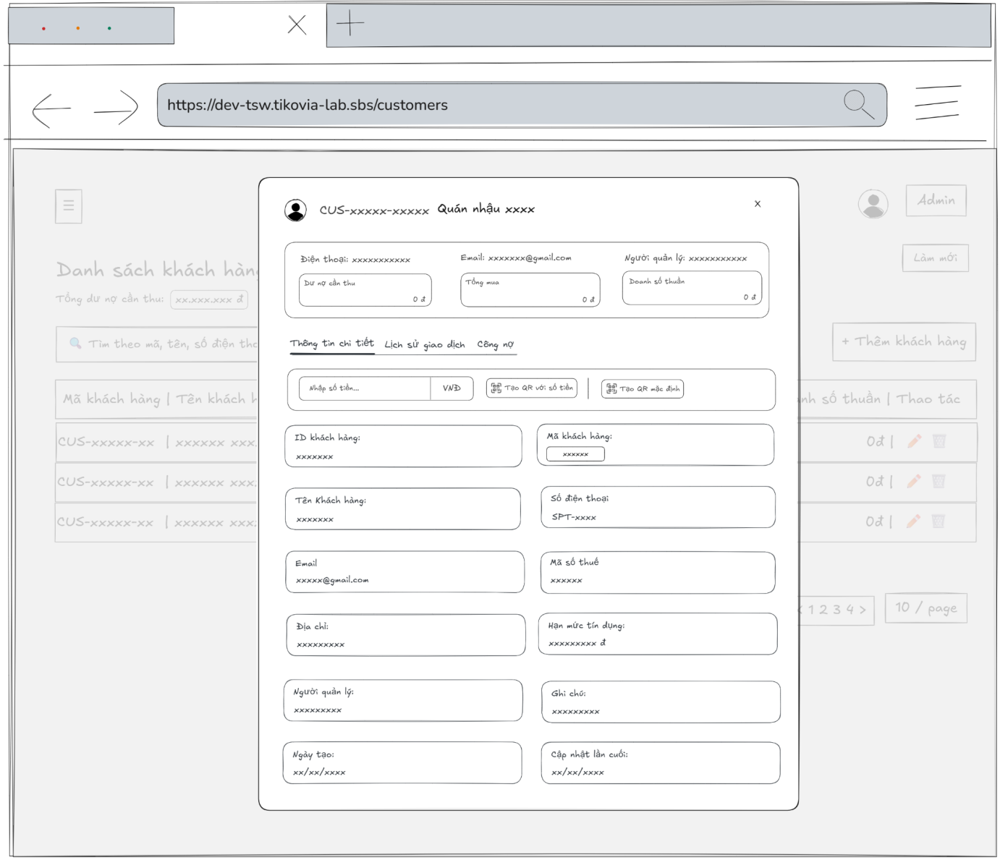 https://dev-tsw.tikovia-lab.sbs/customers
Admin
Làm mới
Danh sách khách hàng
Tổng dư nợ cần thu: xx.xxx.xxx đ
Tìm theo mã, tên, số điện tho
+ Thêm khách hàng
Mã khách hàng | Tên khách h
nh số thuần | Thao tác
CUS-xxxxx-xx | xxxxxx xxx
0đ |
CUS-xxxxx-xx | xxxxxx xxx
0đ |
CUS-xxxxx-xx | xxxxxx xxx
0đ |
< 1 2 3 4 >
10 / page
CUS-xxxxx-xxxxx Quán nhậu xxxx
x
Điện thoại: xxxxxxxxxxx
Email: xxxxxxx@gmail.com
Người quản lý: xxxxxxxxxxx
Dư nợ cần thu
0 đ
Tổng mua
0 đ
Doanh số thuần
0 đ
Thông tin chi tiết Lịch sử giao dịch Công nợ
Nhập số tiền... VNĐ
Tạo QR với số tiền
Tạo QR mặc định
ID khách hàng:
xxxxxxx
Mã khách hàng:
xxxxxx
Tên Khách hàng:
xxxxxxx
Số điện thoại
SPT-xxxx
Email
xxxxx@gmail.com
Mã số thuế
xxxxxx
Địa chỉ:
xxxxxxxxx
Hạn mức tín dụng:
xxxxxxxxx đ
Người quản lý:
xxxxxxxxx
Ghi chú:
xxxxxxxxx
Ngày tạo:
xx/xx/xxxx
Cập nhật lần cuối:
xx/xx/xxxx